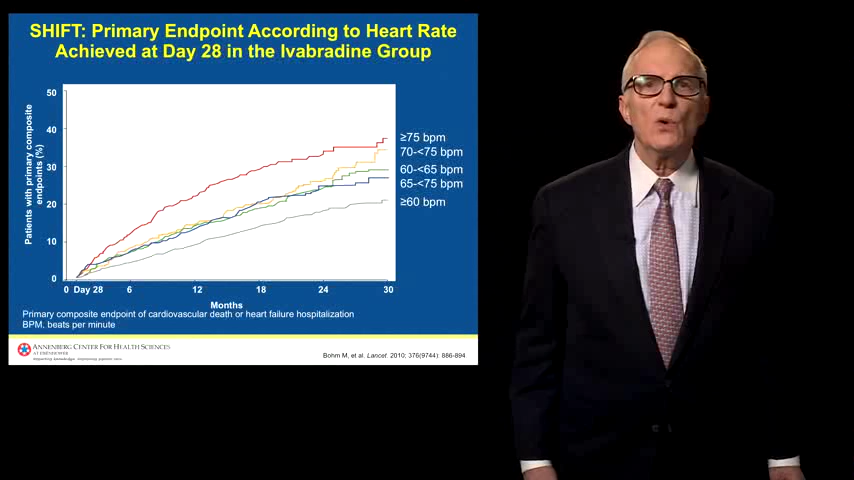 SHIFT: Primary Endpoint According to Heart Rate
Achieved at Day 28 in the Ivabradine Group
Patients with primary composite
endpoints (%)
50
40
30
20
10
0
≥75 bpm
70-<75 bpm
60-<65 bpm
65-<75 bpm
≥60 bpm
0 Day 28 6 12 18 24 30
Months
Primary composite endpoint of cardiovascular death or heart failure hospitalization
BPM, beats per minute
ANNENBERG CENTER FOR HEALTH SCIENCES
AT EISENHOWER
Bohm M, et al. Lancet. 2010; 376(9744): 886-894